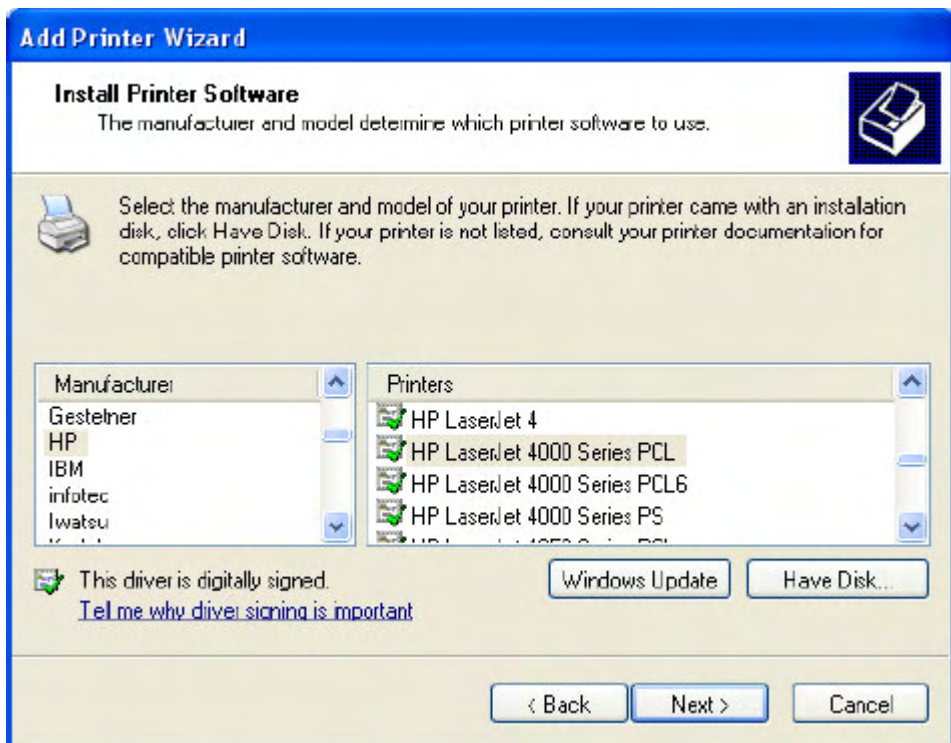 Add Printer Wizard
Install Printer Software
The manufacturer and model determine which printer software to use.
Select the manufacturer and model of your printer. If your printer came with an installation
disk, click Have Disk. If your printer is not listed, consult your printer documentation for
compatible printer software.
Manufacturer
Gestetner
HP
IBM
infotec
Iwatsu
Printers
HP LaserJet 4
HP LaserJet 4000 Series PCL
HP LaserJet 4000 Series PCL6
HP LaserJet 4000 Series PS
This driver is digitally signed.
Tell me why driver signing is important
Windows Update
Have Disk...
< Back
Next >
Cancel